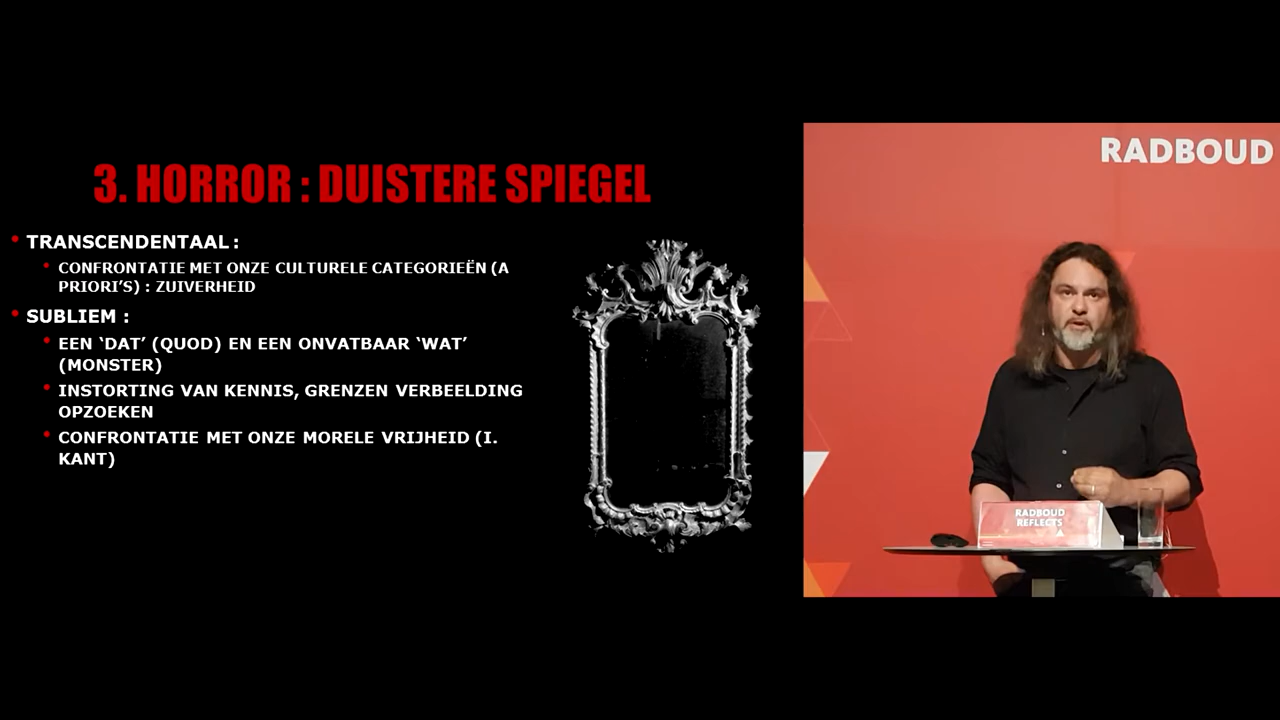 3. HORROR : DUISTERE SPIEGEL
• TRANSCENDENTAAL :
• CONFRONTATIE MET ONZE CULTURELE CATEGORIEËN (A
PRIORI’S) : ZUIVERHEID
• SUBLIEM :
• EEN ‘DAT’ (QUOD) EN EEN ONVATBAAR ‘WAT’
(MONSTER)
• INSTORTING VAN KENNIS, GRENZEN VERBEELDING
OPZOEKEN
• CONFRONTATIE MET ONZE MORELE VRIJHEID (I.
KANT)
RADBOUD
RADBOUD
REFLECTS